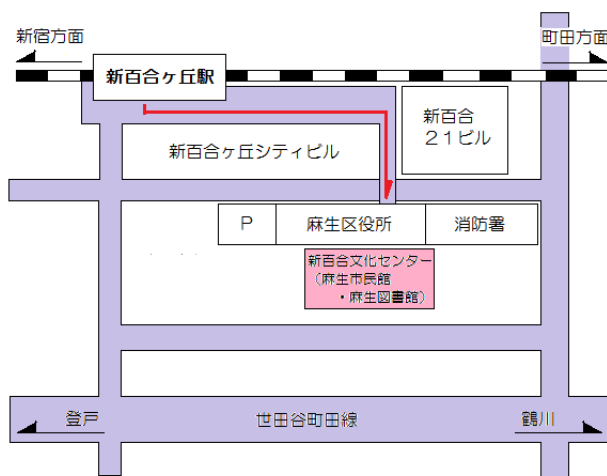 新宿方面
町田方面
新百合ヶ丘駅
新百合
21ビル
新百合ヶ丘シティビル
P
麻生区役所
消防署
新百合文化センター
(麻生市民館
・麻生図書館)
登戸
世田谷町田線
鶴川